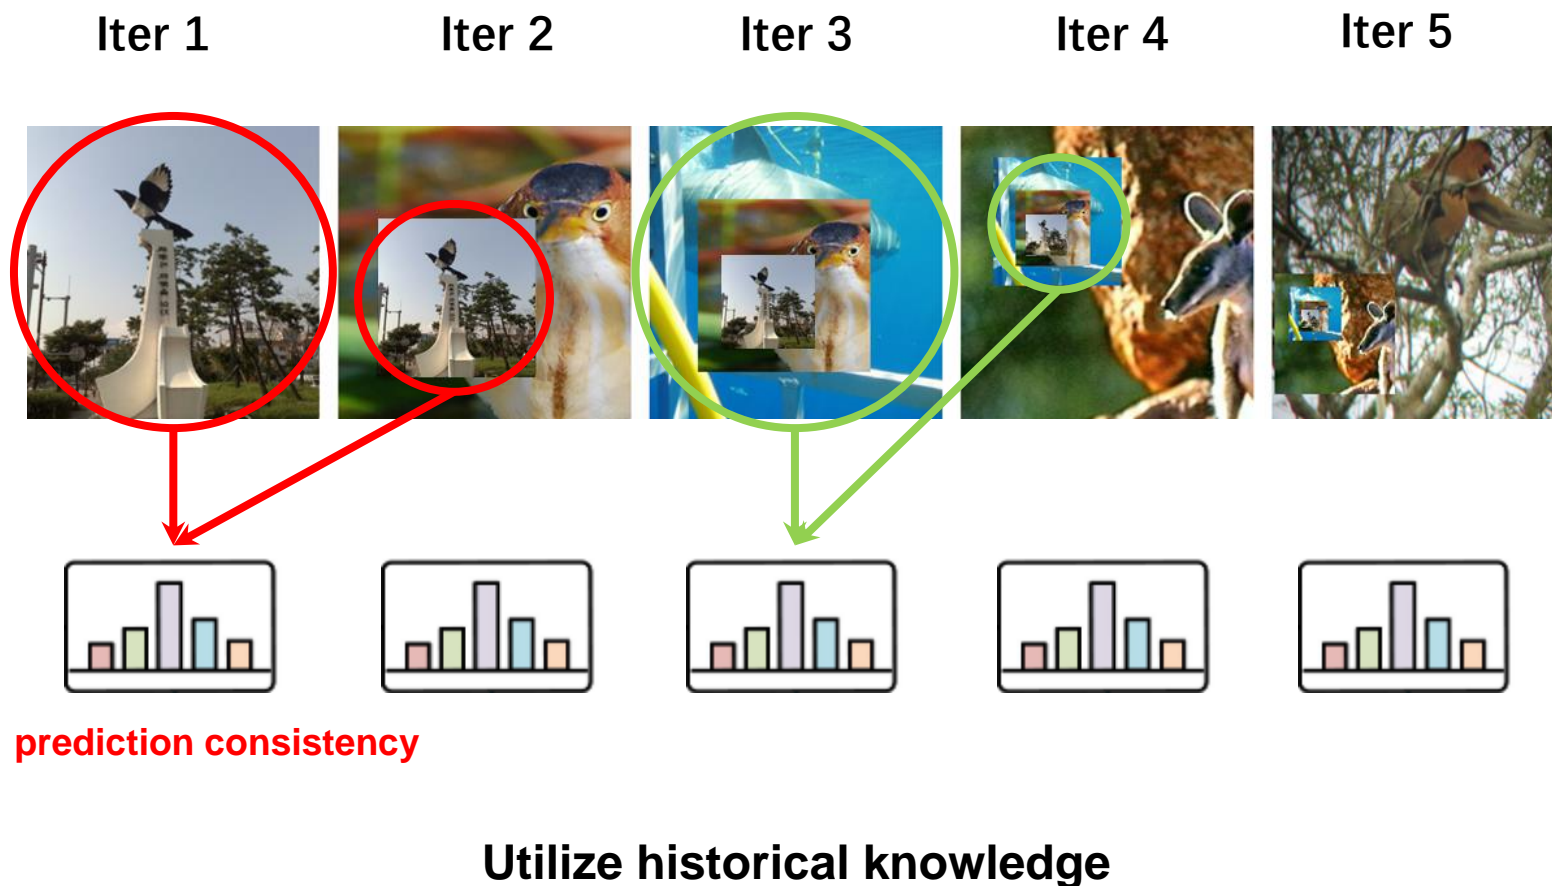 Iter 1
Iter 2
Iter 3
Iter 4
Iter 5
prediction consistency
Utilize historical knowledge